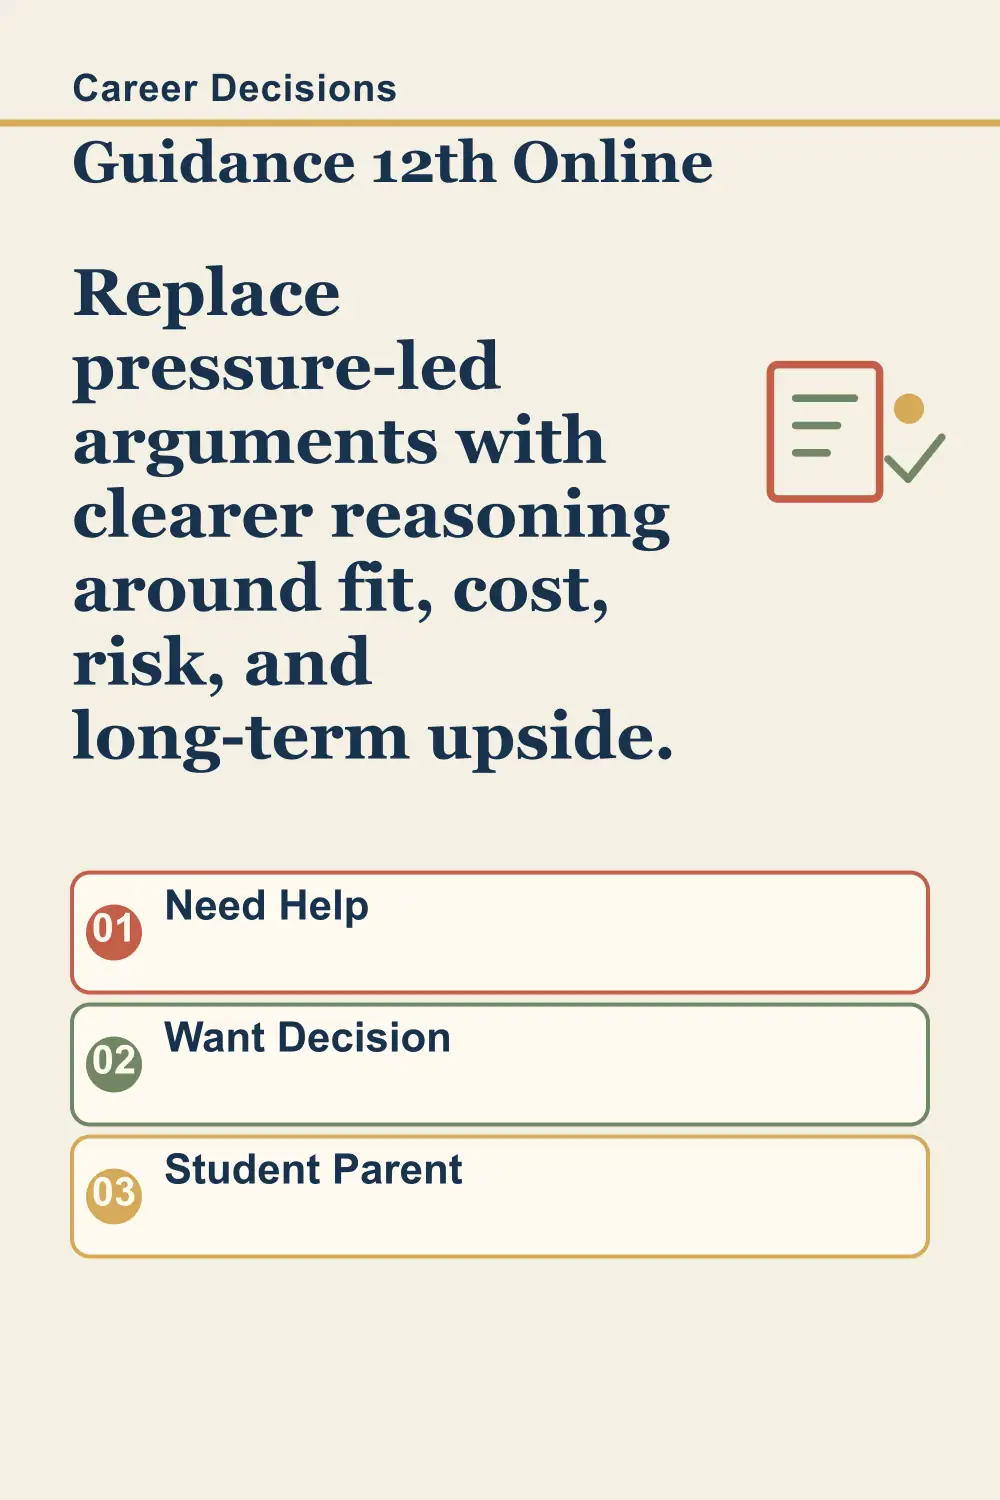 Career Decisions
Guidance 12th Online
Replace
pressure-led
arguments with
clearer reasoning
around fit, cost,
risk, and
long-term upside.
01 Need Help
02 Want Decision
03 Student Parent